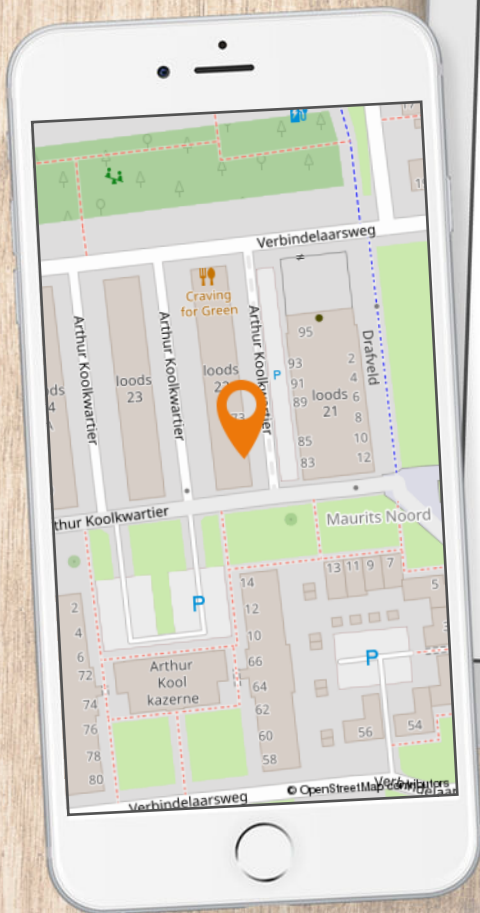 Verbindelaarsweg
Craving
for Green
Arthur Koolkwartier
Arthur Koolkwartier
Arthur Koolkwartier
Drafveld
loods
23
loods
loods
21
95
93
91
89
85
83
2
4
6
8
10
12
P
thur Koolkwartier
Maurits Noord
13 11 9 7
5
14
12
10
66
64
62
60
58
P
P
2
4
6
72
74
76
78
80
Arthur
Kool
kazerne
56
54
Verbindelaarsweg
© OpenStreetMap contributors